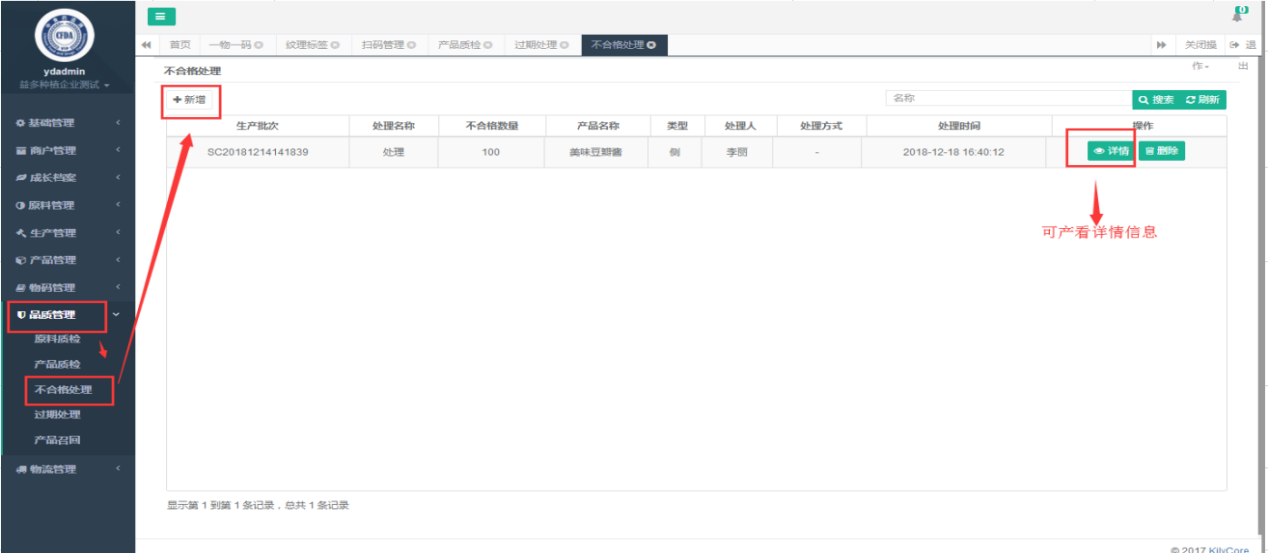 CFDA
0
首页 一物一码 纹理标签 扫码管理 产品质检 过期处理 不合格处理 关闭操作 退出
ydadmin
益多种植企业测试
不合格处理
新增
名称 搜索 刷新
生产批次 处理名称 不合格数量 产品名称 类型 处理人 处理方式 处理时间 操作
SC20181214141839 处理 100 美味豆瓣酱 侧 李丽 - 2018-12-18 16:40:12 详情 删除
可产看详情信息
基础管理
商户管理
成长档案
原料管理
生产管理
产品管理
物码管理
品质管理
原料质检
产品质检
不合格处理
过期处理
产品召回
物流管理
显示第 1 到第 1 条记录，总共 1 条记录
© 2017 KilyCore